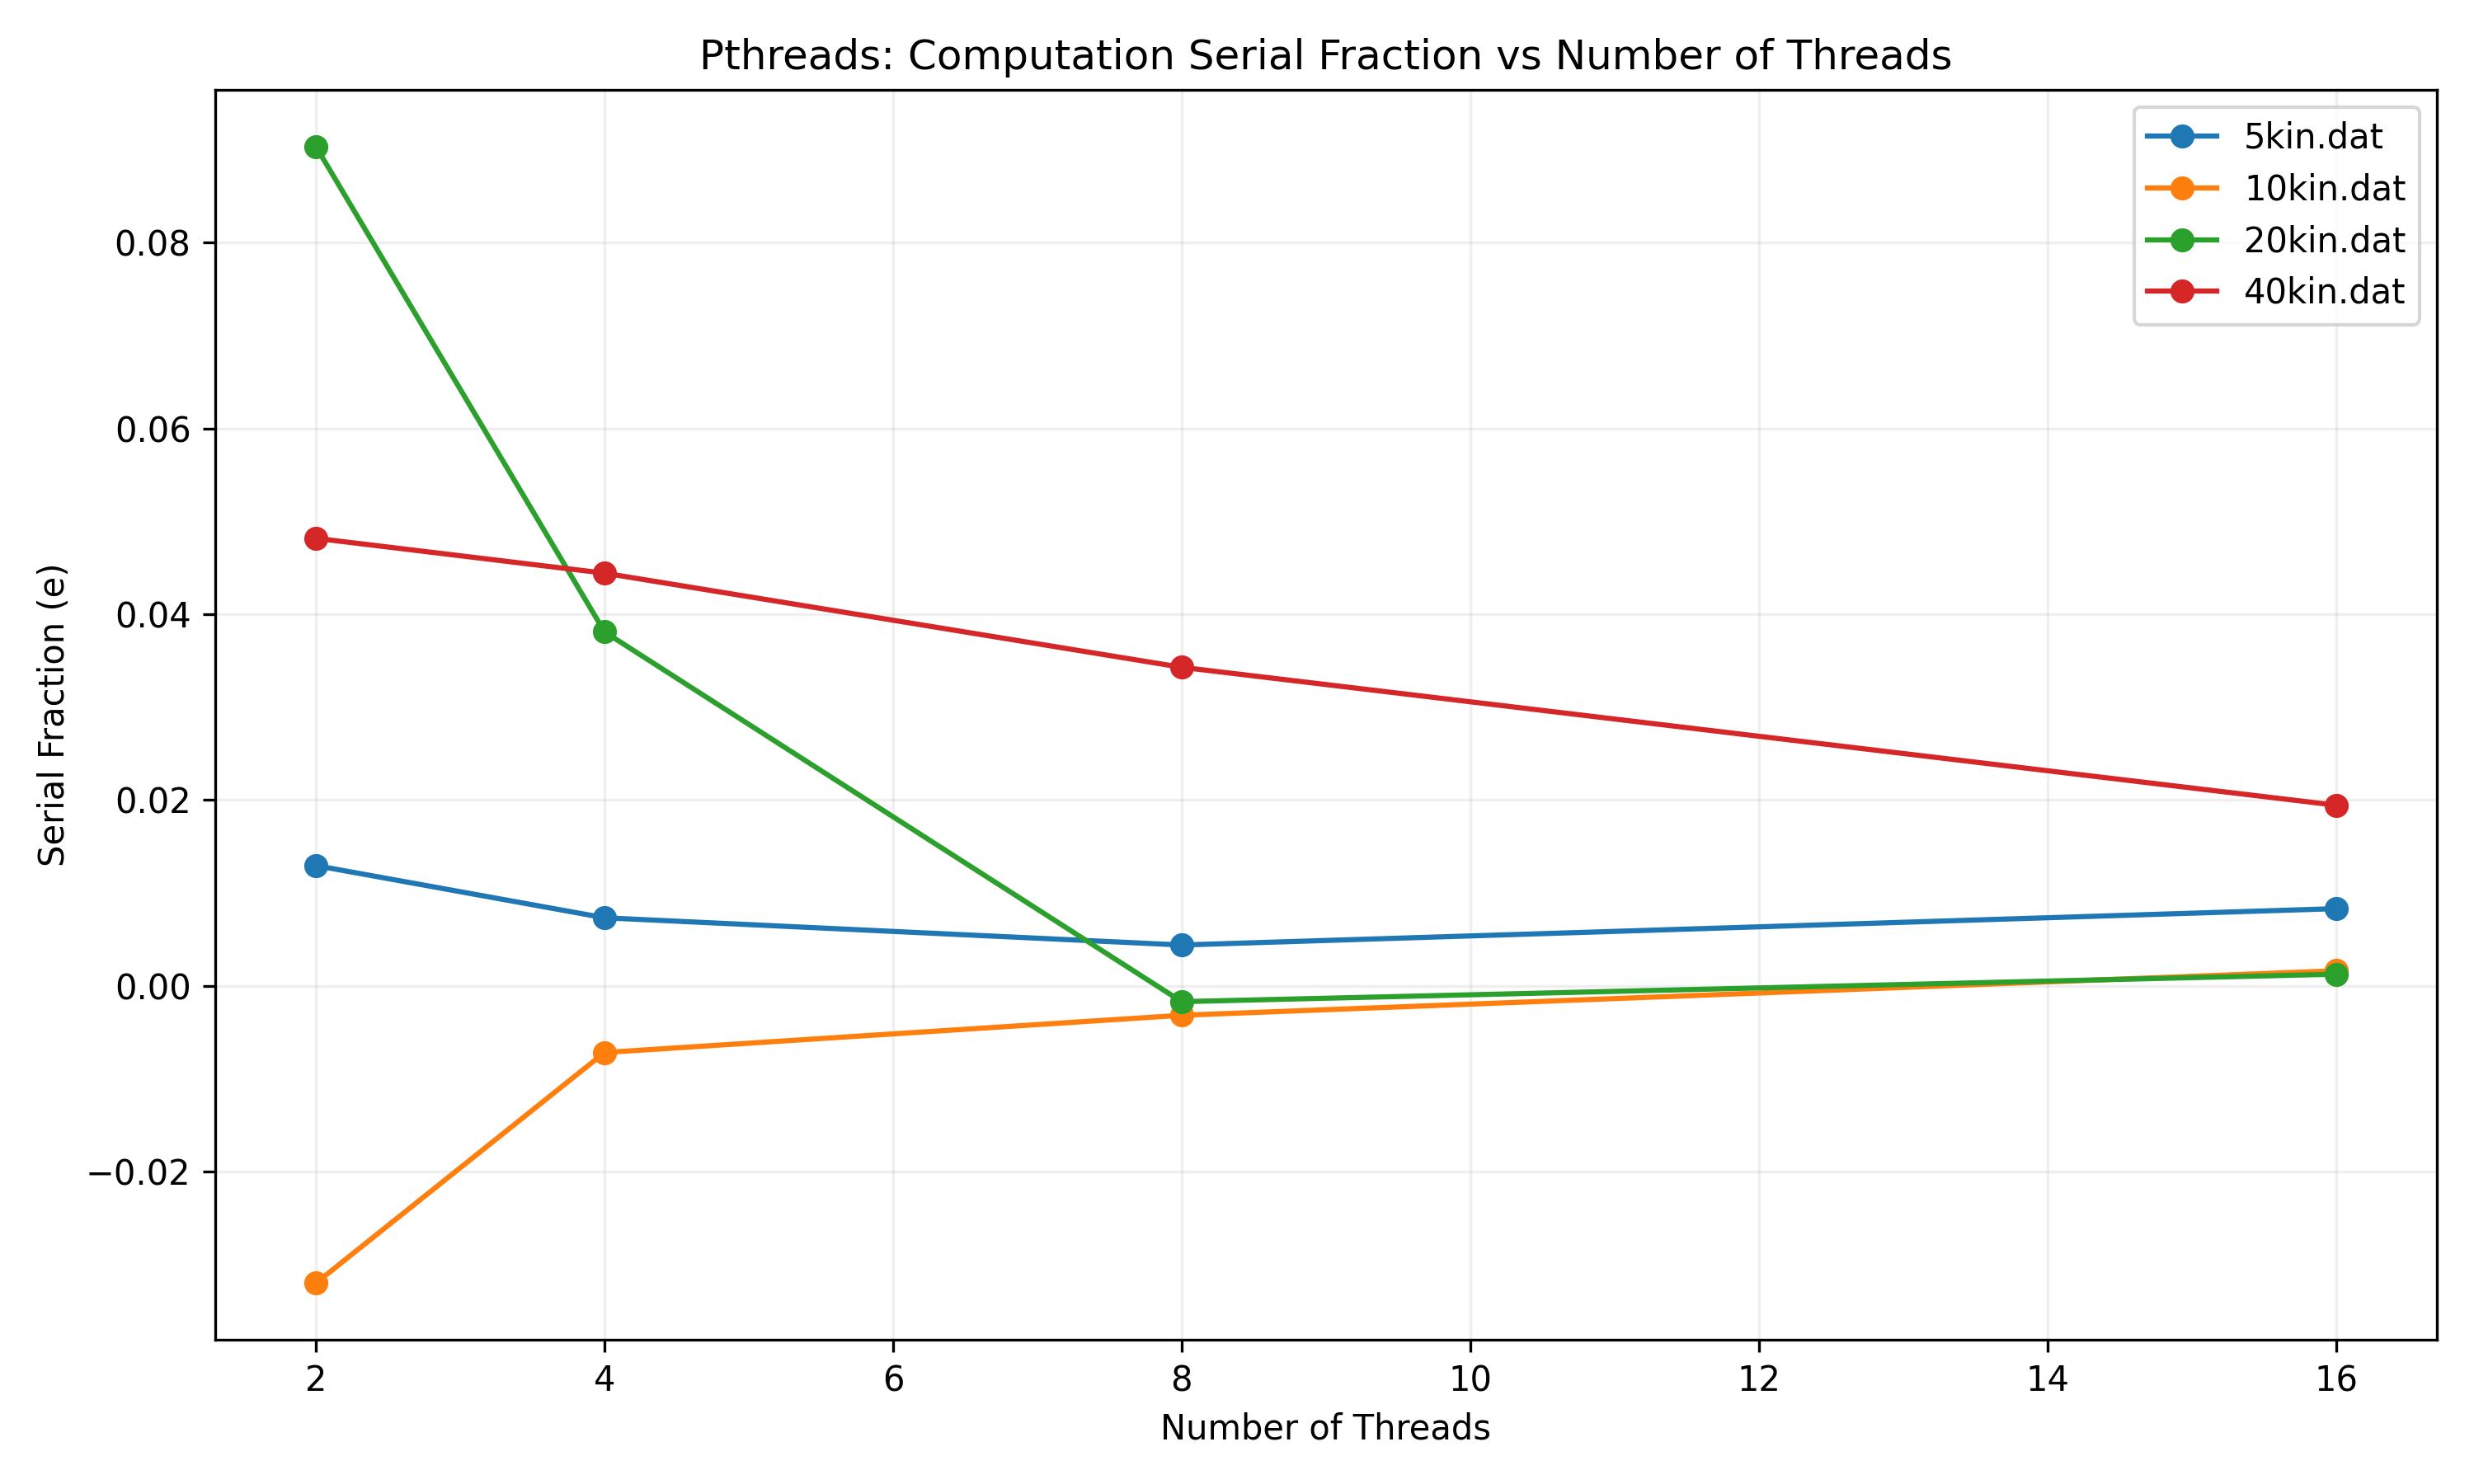 Pthreads: Computation Serial Fraction vs Number of Threads
5kin.dat
10kin.dat
20kin.dat
40kin.dat
Serial Fraction (e)
0.08
0.06
0.04
0.02
0.00
−0.02
2 4 6 8 10 12 14 16
Number of Threads